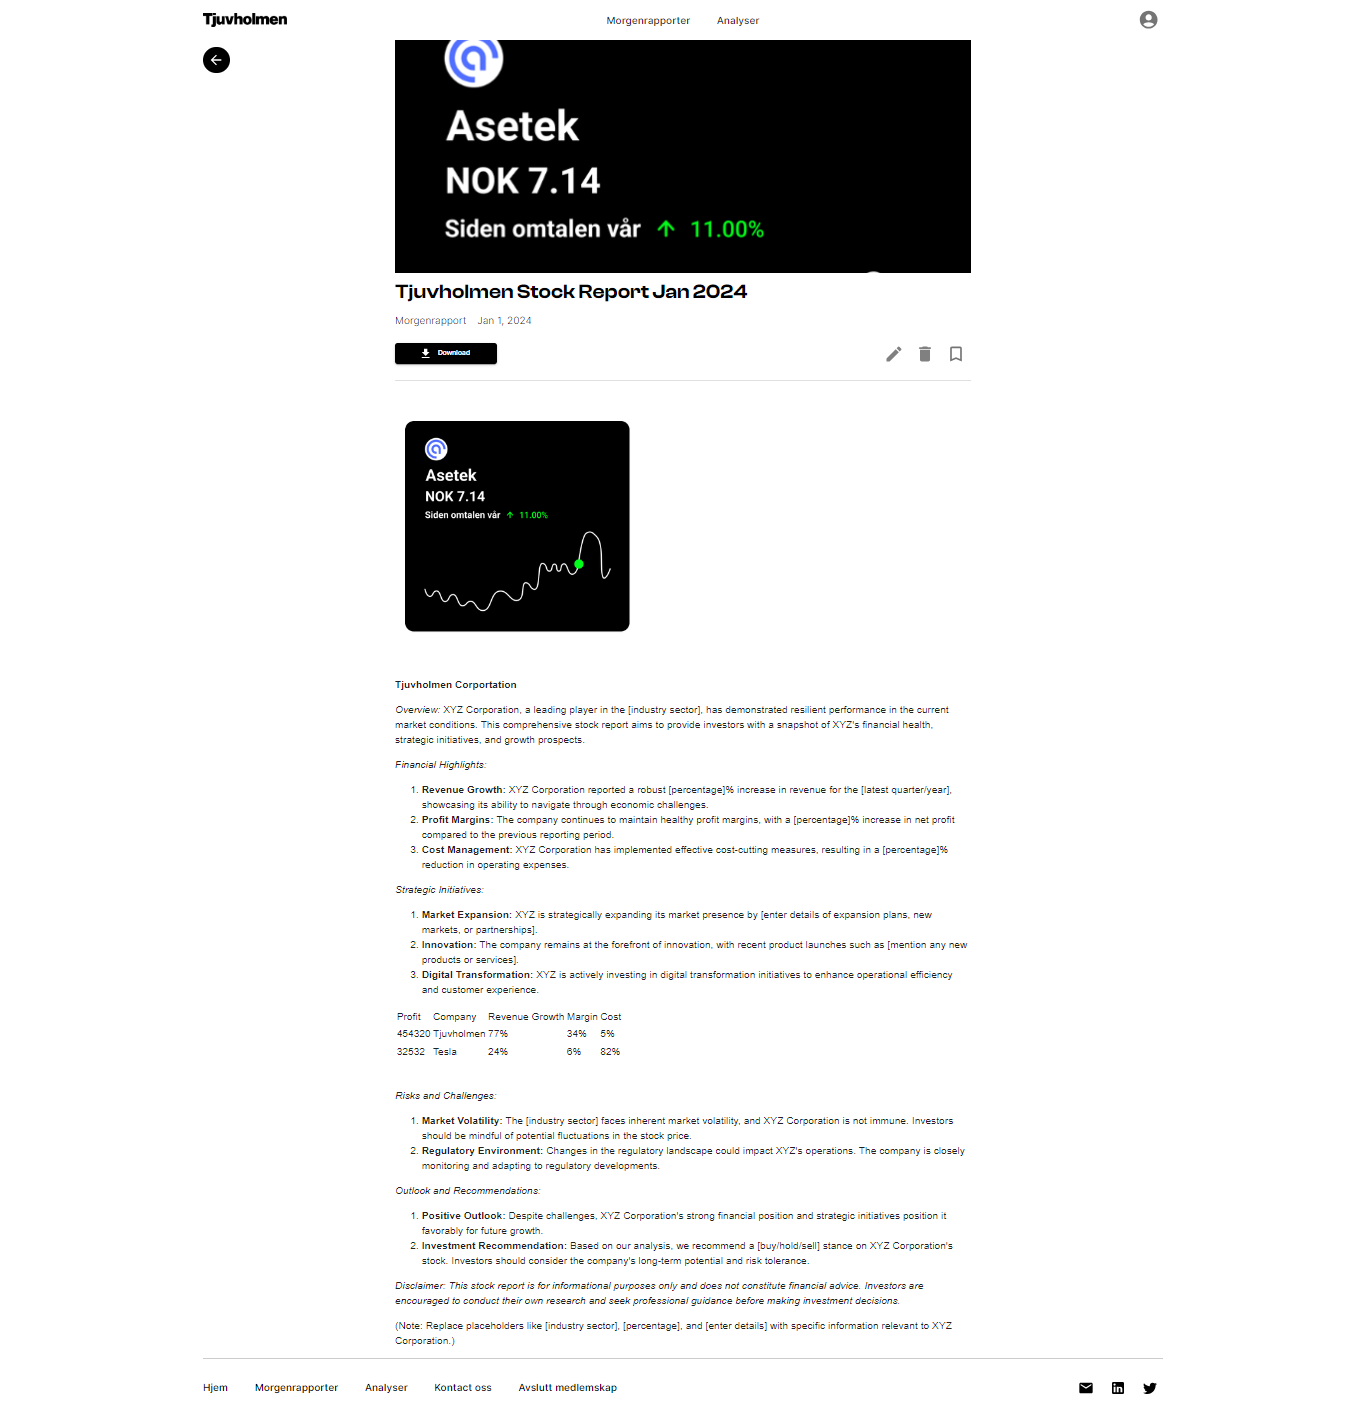 Tjuvholmen
Morgenrapporter Analyser
Asetek
NOK 7.14
Siden omtalen vår ↑ 11.00%
Tjuvholmen Stock Report Jan 2024
Morgenrapport Jan 1, 2024
Download
Asetek
NOK 7.14
Siden omtalen vår ↑ 11.00%
Tjuvholmen Corportation
Overview: XYZ Corporation, a leading player in the [industry sector], has demonstrated resilient performance in the current
market conditions. This comprehensive stock report aims to provide investors with a snapshot of XYZ's financial health,
strategic initiatives, and growth prospects.
Financial Highlights:
1. Revenue Growth: XYZ Corporation reported a robust [percentage]% increase in revenue for the [latest quarter/year],
showcasing its ability to navigate through economic challenges.
2. Profit Margins: The company continues to maintain healthy profit margins, with a [percentage]% increase in net profit
compared to the previous reporting period.
3. Cost Management: XYZ Corporation has implemented effective cost-cutting measures, resulting in a [percentage]%
reduction in operating expenses.
Strategic Initiatives:
1. Market Expansion: XYZ is strategically expanding its market presence by [enter details of expansion plans, new
markets, or partnerships].
2. Innovation: The company remains at the forefront of innovation, with recent product launches such as [mention any new
products or services].
3. Digital Transformation: XYZ is actively investing in digital transformation initiatives to enhance operational efficiency
and customer experience.
Profit Company Revenue Growth Margin Cost
454320 Tjuvholmen 77% 34% 5%
32532 Tesla 24% 6% 82%
Risks and Challenges:
1. Market Volatility: The [industry sector] faces inherent market volatility, and XYZ Corporation is not immune. Investors
should be mindful of potential fluctuations in the stock price.
2. Regulatory Environment: Changes in the regulatory landscape could impact XYZ's operations. The company is closely
monitoring and adapting to regulatory developments.
Outlook and Recommendations:
1. Positive Outlook: Despite challenges, XYZ Corporation's strong financial position and strategic initiatives position it
favorably for future growth.
2. Investment Recommendation: Based on our analysis, we recommend a [buy/hold/sell] stance on XYZ Corporation's
stock. Investors should consider the company's long-term potential and risk tolerance.
Disclaimer: This stock report is for informational purposes only and does not constitute financial advice. Investors are
encouraged to conduct their own research and seek professional guidance before making investment decisions.
(Note: Replace placeholders like [industry sector], [percentage], and [enter details] with specific information relevant to XYZ
Corporation.)
Hjem Morgenrapporter Analyser Kontact oss Avslutt medlemskap